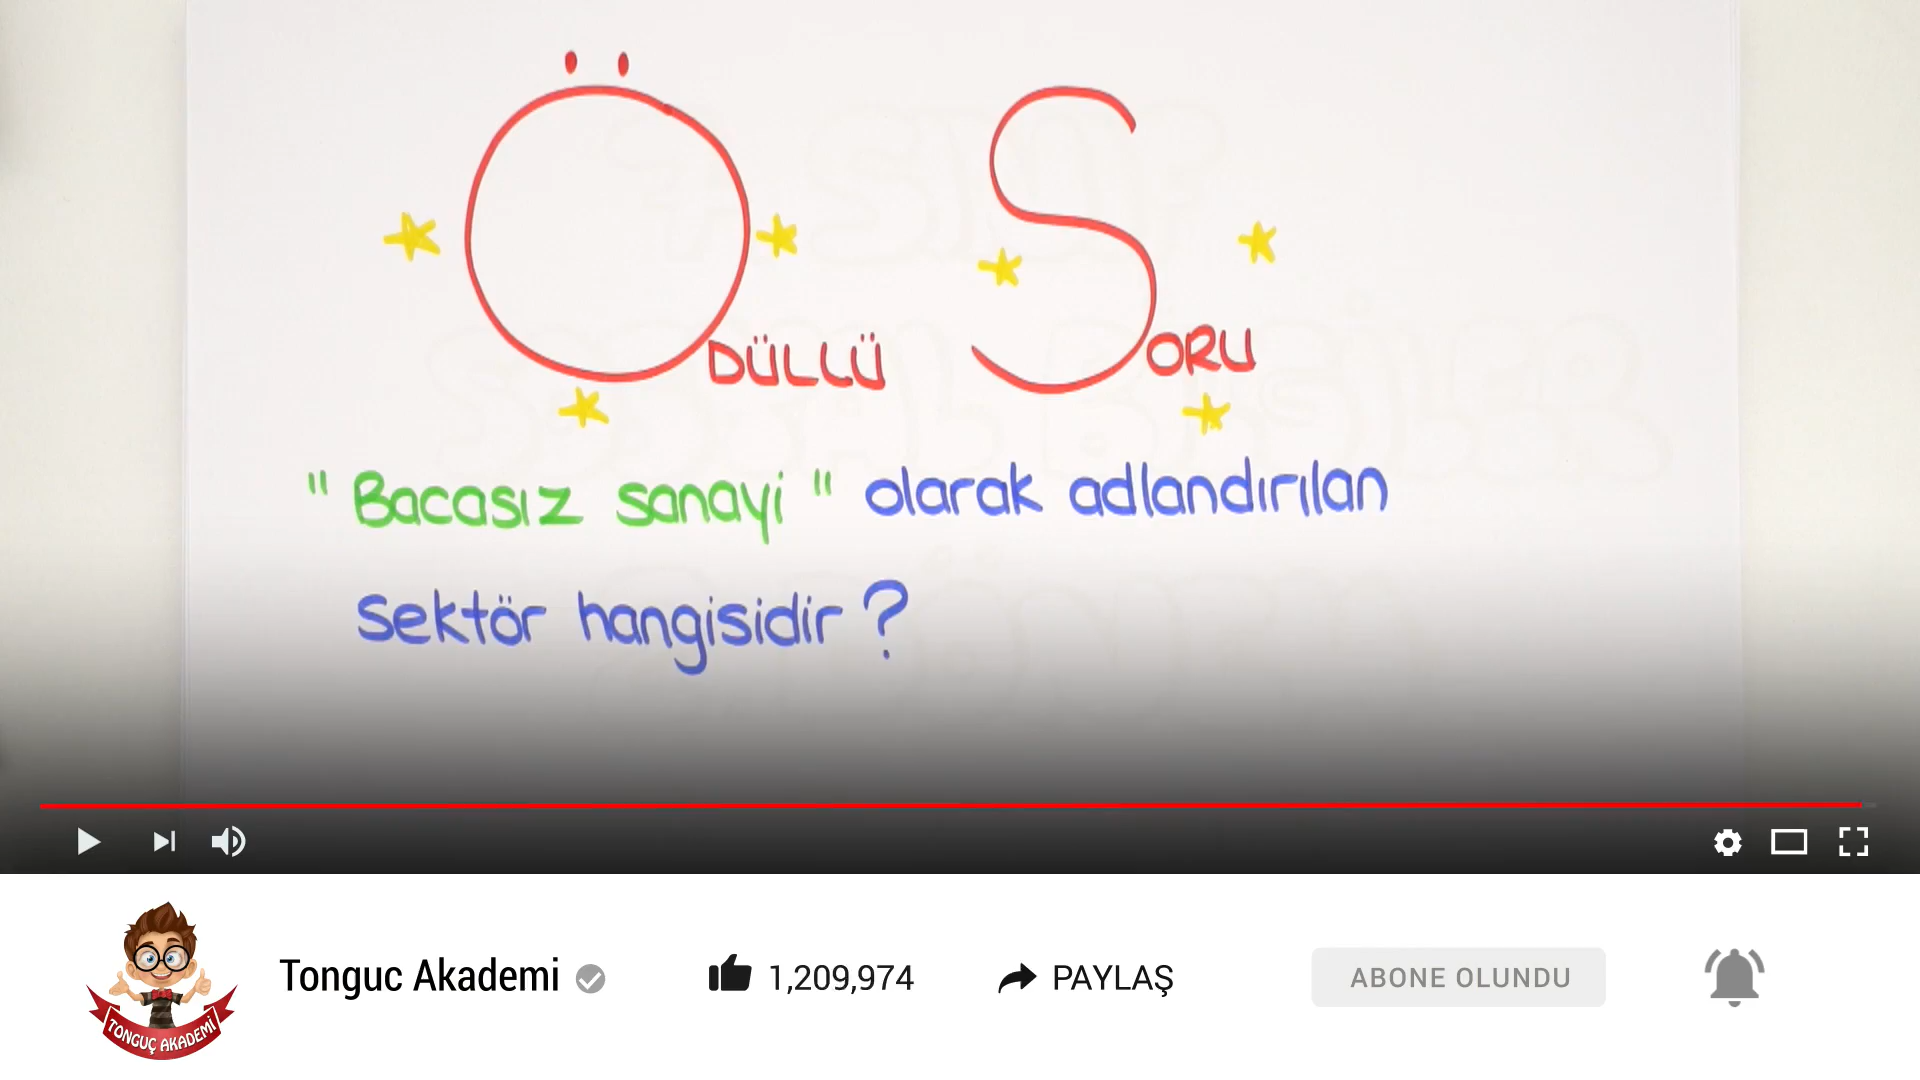 ÖDÜLLÜ SORU
"Bacasız sanayi" olarak adlandırılan
sektör hangisidir?
TONGUÇ AKADEMİ
Tonguc Akademi
1,209,974
PAYLAŞ
ABONE OLUNDU